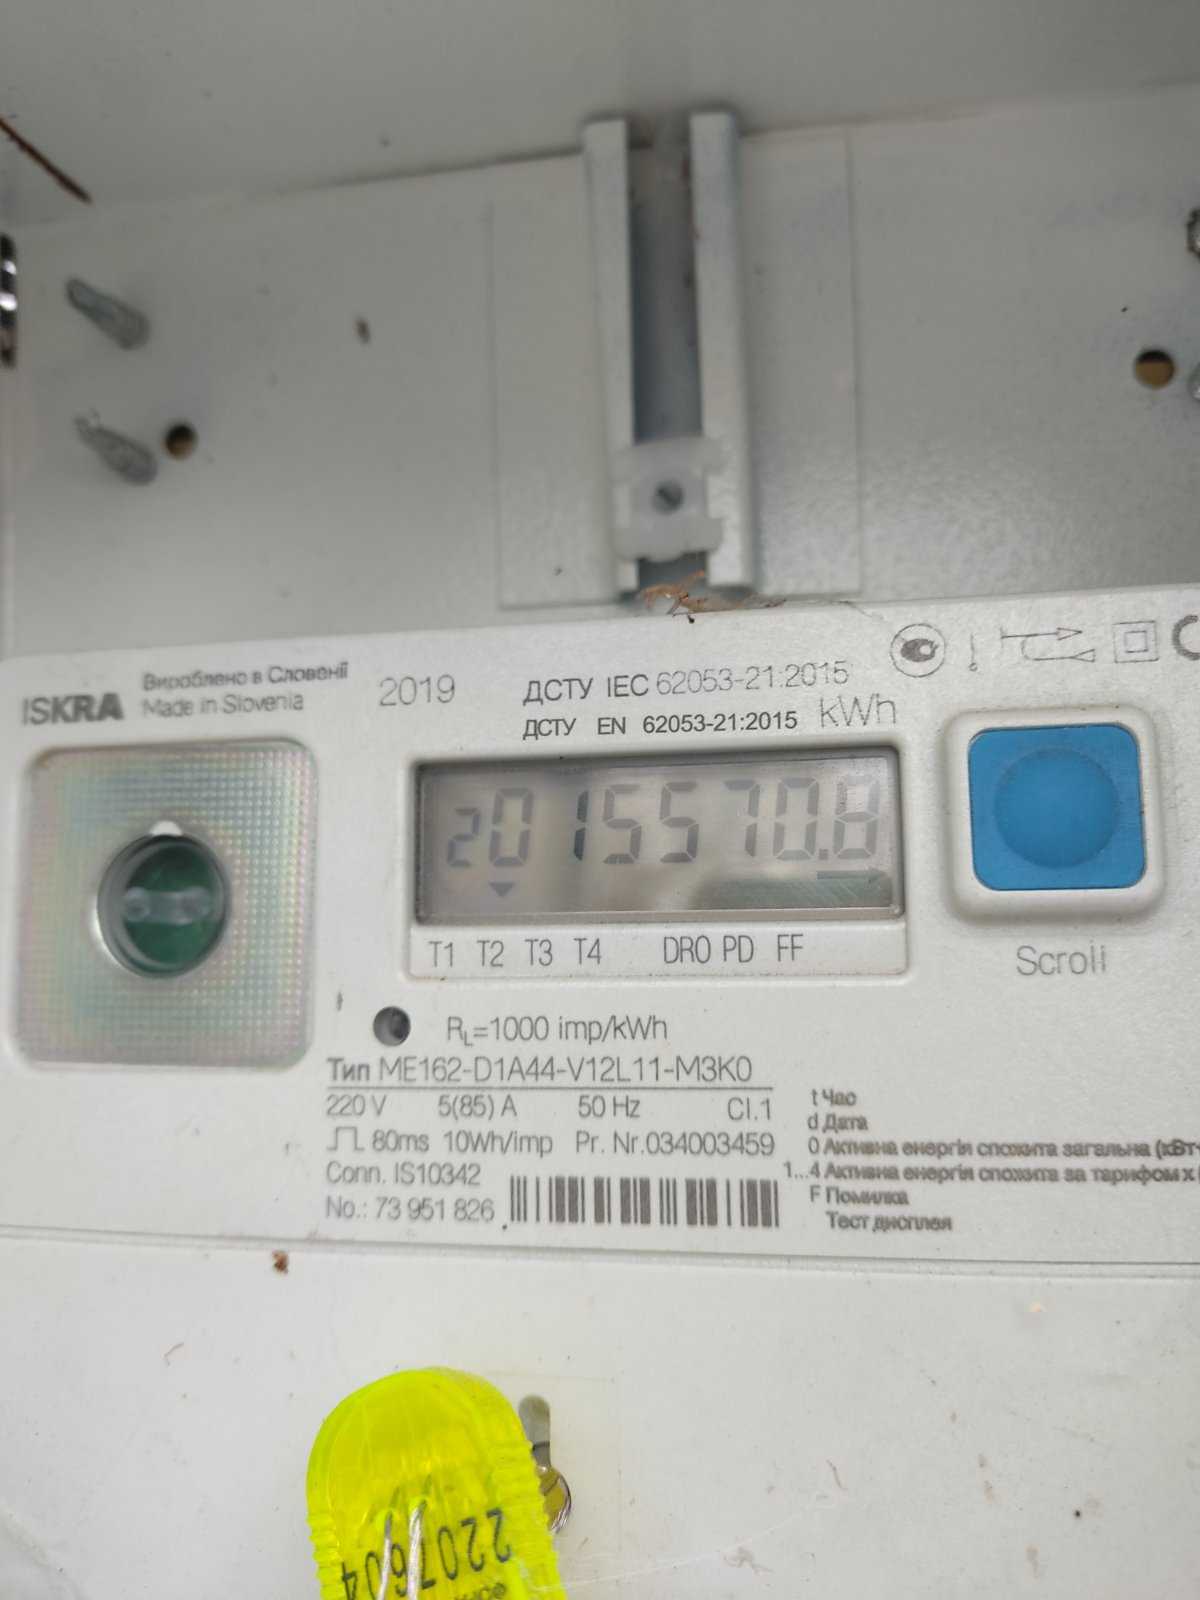 ISKRA
Вироблено в Словенії
Made in Slovenia
2019
ДСТУ IEC 62053-21:2015
ДСТУ EN 62053-21:2015
kWh
2 015570.8
T1 T2 T3 T4 DRO PD FF
Scroll
RL=1000 imp/kWh
Тип ME162-D1A44-V12L11-M3K0
220 V 5(85) A 50 Hz Cl.1
80ms 10Wh/imp Pr. Nr.034003459
Conn. IS10342
No.: 73 951 826
t Час
d Дата
0 Активна енергія спожита загальна (кВт
1...4 Активна енергія спожита за тарифом x
F Помилка
Тест дисплея
2207604